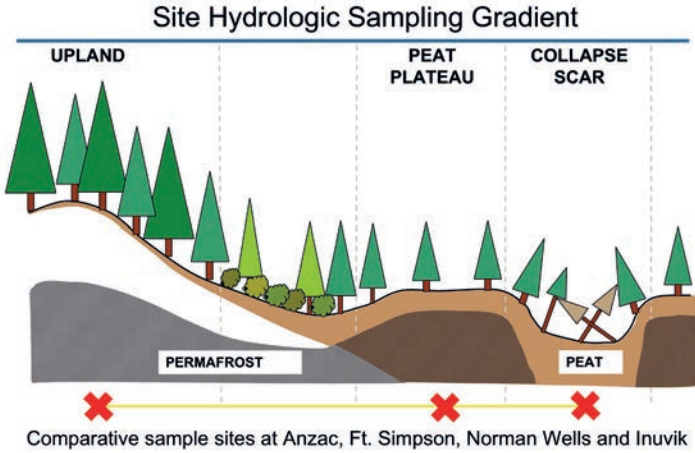 Site Hydrologic Sampling Gradient
UPLAND
PEAT
PLATEAU
COLLAPSE
SCAR
PERMAFROST
PEAT
Comparative sample sites at Anzac, Ft. Simpson, Norman Wells and Inuvik